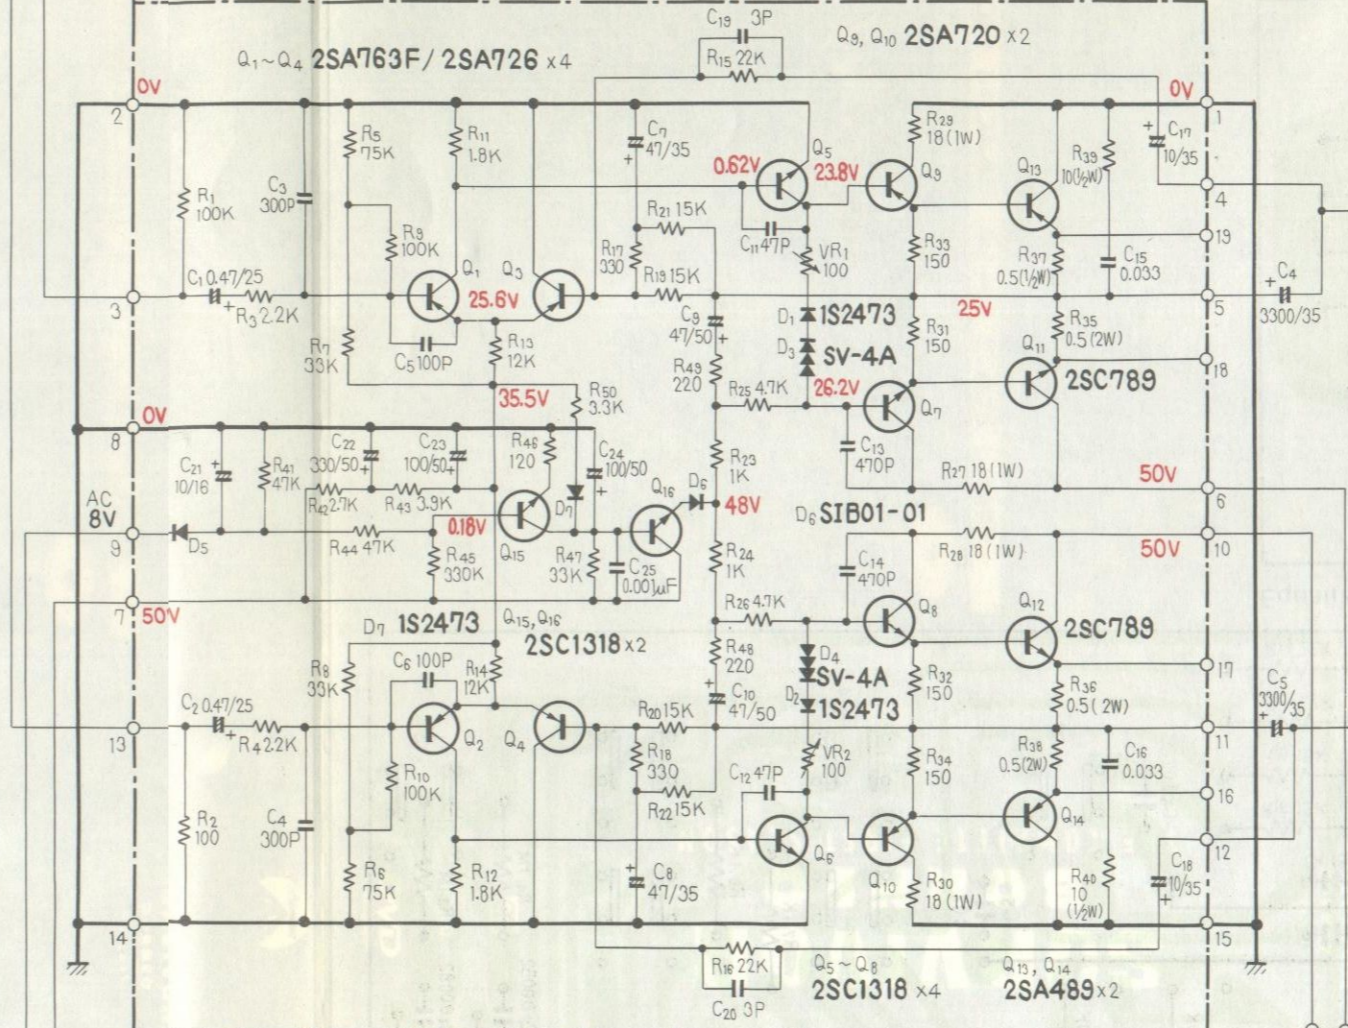 C19 3P
Q9, Q10 2SA720 ×2
Q1~Q4 2SA763F/2SA726 ×4
R15 22K
0V
0V
2
1
R5 75K
R11 1.8K
C7 47/35
+
Q5
R29 18(1W)
Q13
R39 10(½W)
+
C17 10/35
0.62V
23.8V
Q9
R1 100K
C3 300P
4
R21 15K
C11 47P
VR1 100
R33 150
R9 100K
R17 330
R37 0.5(½W)
C15 0.033
19
C1 0.47/25
+
R3 2.2K
Q1
Q3
25.6V
R19 15K
+
C4 3300/35
3
5
C9 47/50
+
D1 1S2473
25V
R35 0.5(2W)
R7 33K
C5 100P
R13 12K
D3 SV-4A
R31 150
Q11
18
R49 220
35.5V
R50 3.3K
R25 4.7K
26.2V
Q7
2SC789
0V
8
C21 10/16
+
R41 47K
C22 330/50
+
C23 100/50
+
R46 120
C24 100/50
+
R23 1K
C13 470P
R27 18(1W)
50V
6
R42 2.7K
R43 3.9K
D7
Q16
D6
48V
AC 8V
9
D5
R44 47K
0.18V
Q15
D6 SIB01-01
R28 18(1W)
50V
10
R45 330K
R47 33K
C25 0.001µF
R24 1K
C14 470P
7
50V
D7 1S2473
Q15, Q16 2SC1318 ×2
R26 4.7K
Q8
Q12
2SC789
R8 33K
C6 100P
R14 12K
R48 220
D4 SV-4A
R32 150
17
C2 0.47/25
+
R4 2.2K
Q2
Q4
R20 15K
+
C10 47/50
D2 1S2473
R36 0.5(2W)
C5 3300/35
+
13
11
R10 100K
R18 330
R22 15K
C12 47P
VR2 100
R34 150
R38 0.5(2W)
C16 0.033
16
R2 100
C4 300P
Q6
Q10
Q14
12
R6 75K
R12 1.8K
+
C8 47/35
R30 18(1W)
R40 10 (½W)
C18 10/35
+
14
15
R16 22K
C20 3P
Q5~Q8 2SC1318 ×4
Q13, Q14 2SA489×2